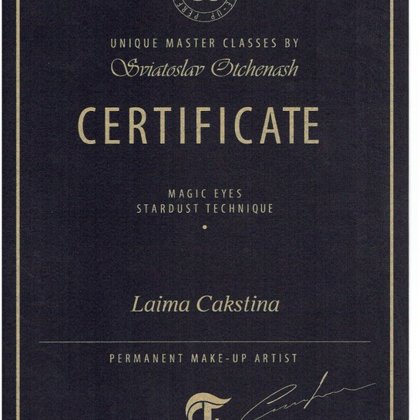 UNIQUE MASTER CLASSES BY
Sviatoslav Otchenash
CERTIFICATE
MAGIC EYES
STARDUST TECHNIQUE
Laima Cakstina
PERMANENT MAKE-UP ARTIST